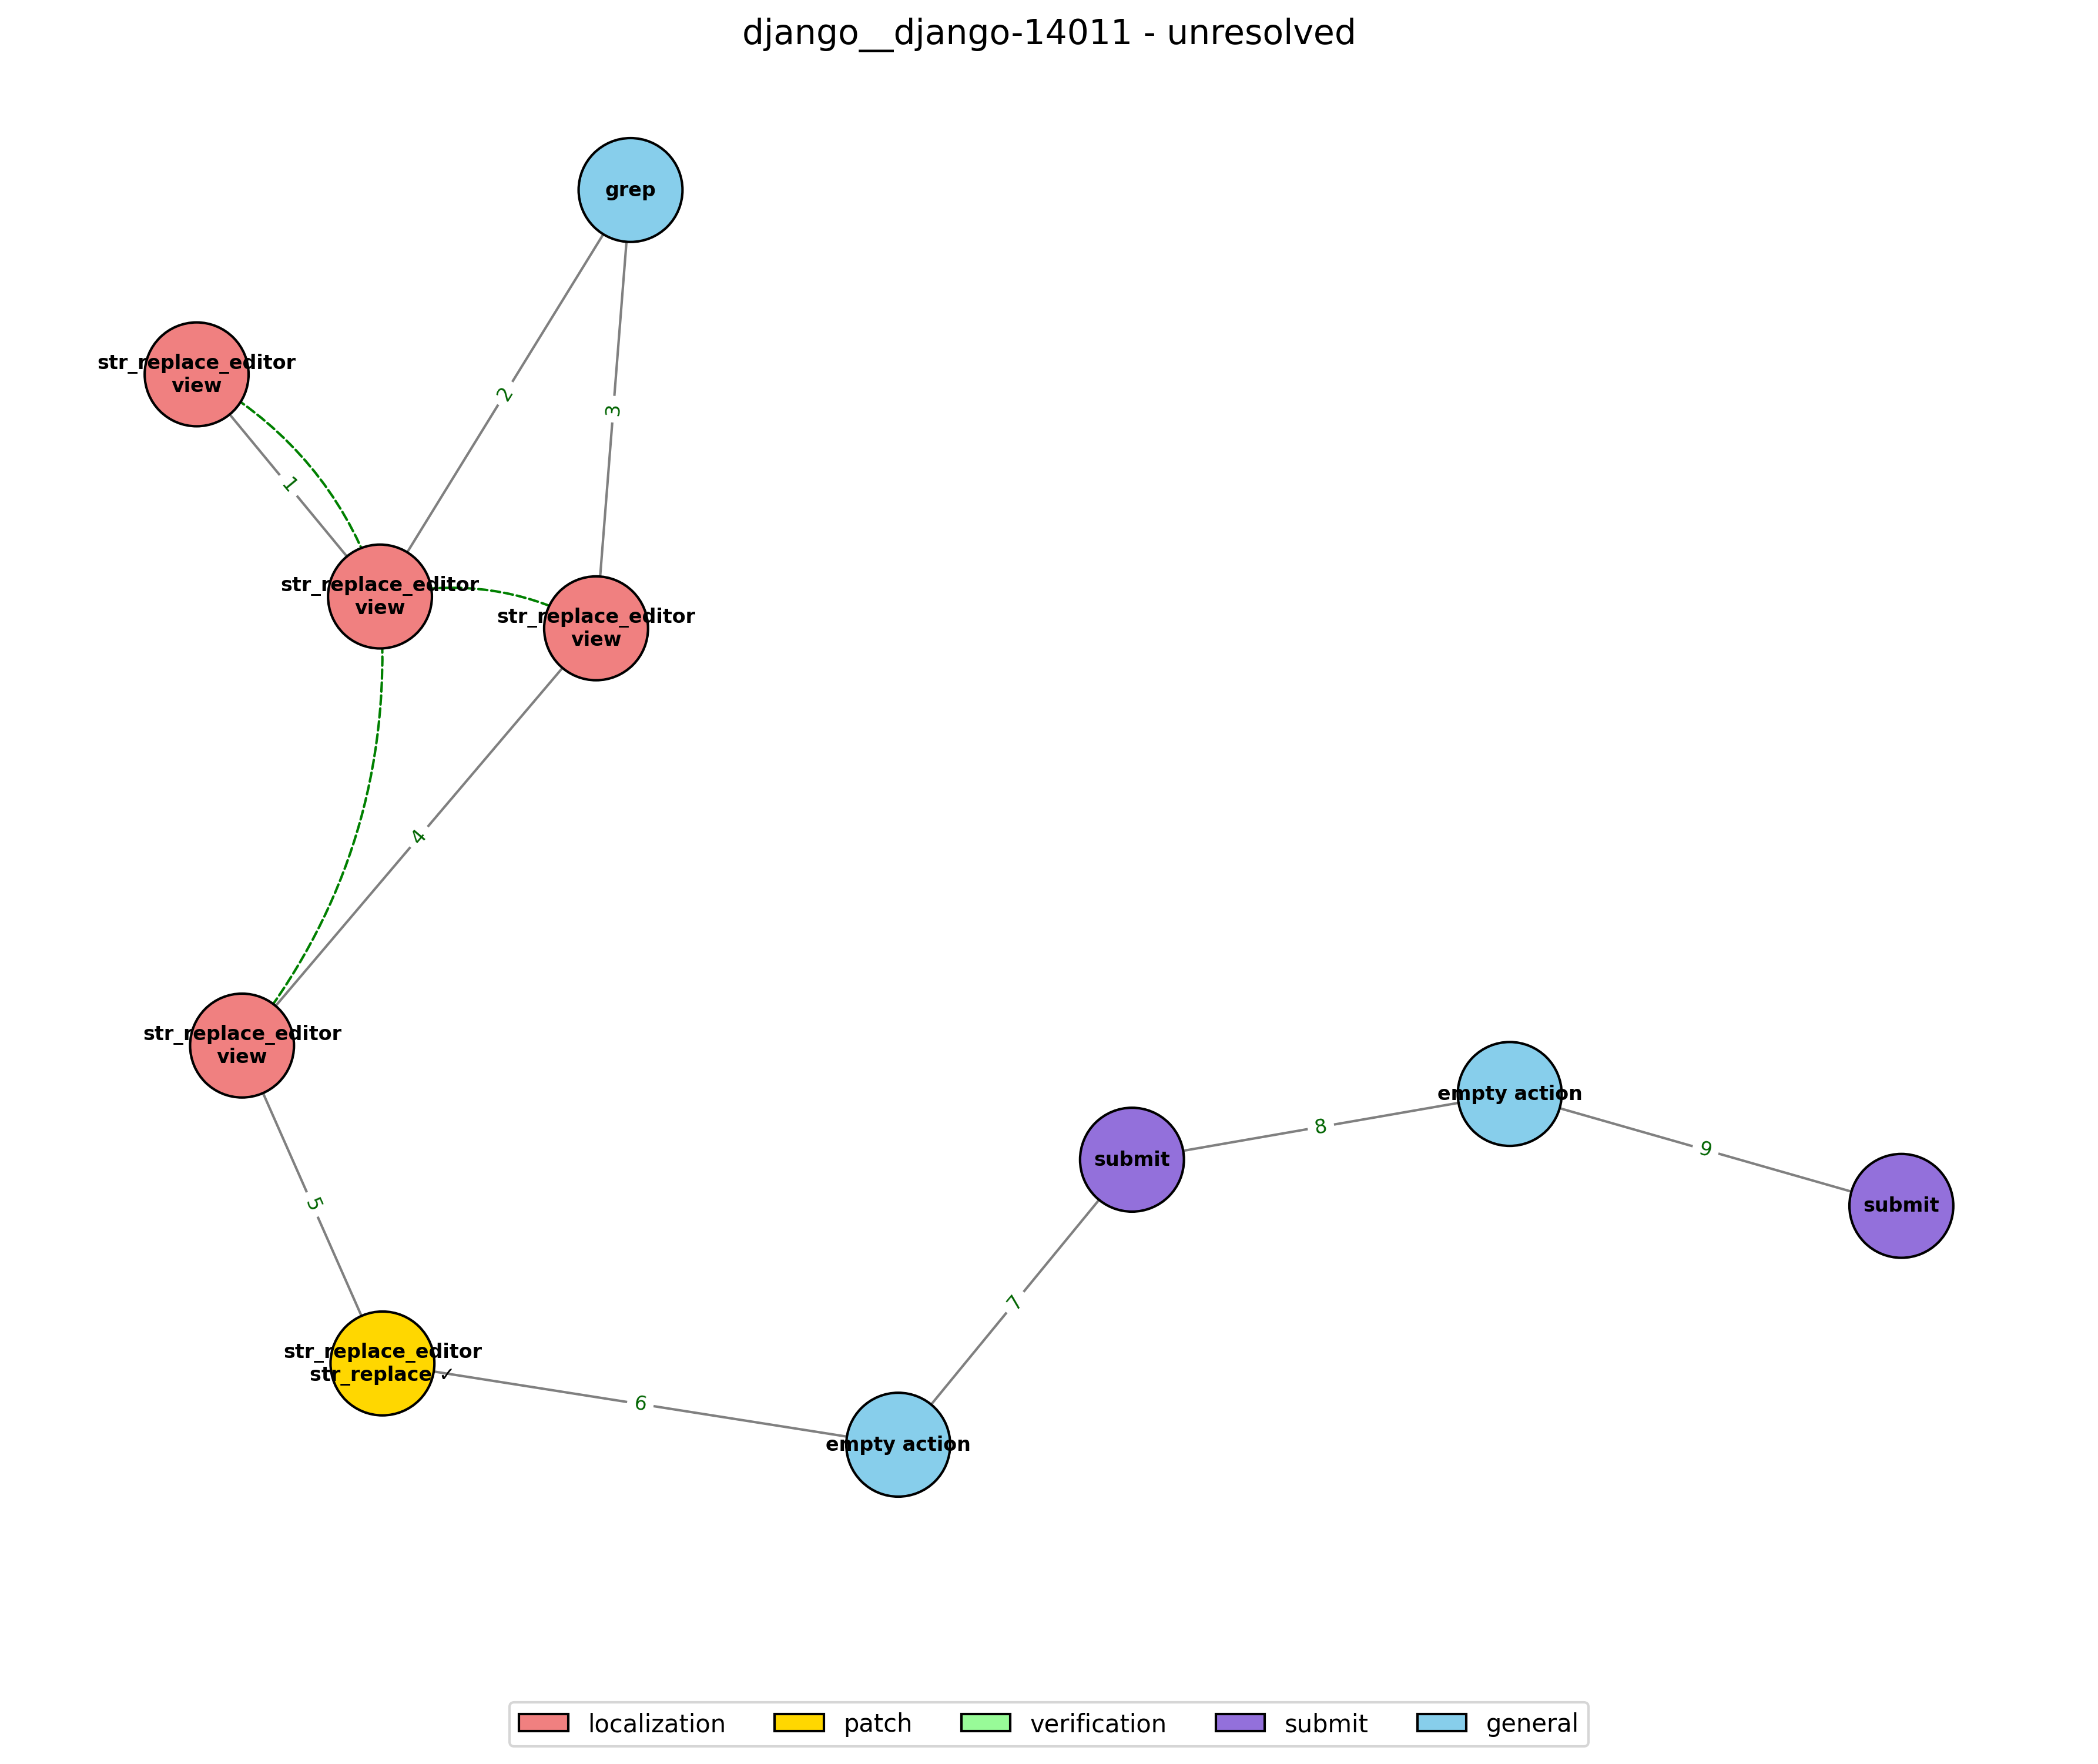 django__django-14011 - unresolved
grep
str_replace_editor
view
2
3
1
str_replace_editor
view
str_replace_editor
view
4
str_replace_editor
view
empty action
8
submit
9
submit
5
7
str_replace_editor
str_replace ✓
6
empty action
localization
patch
verification
submit
general